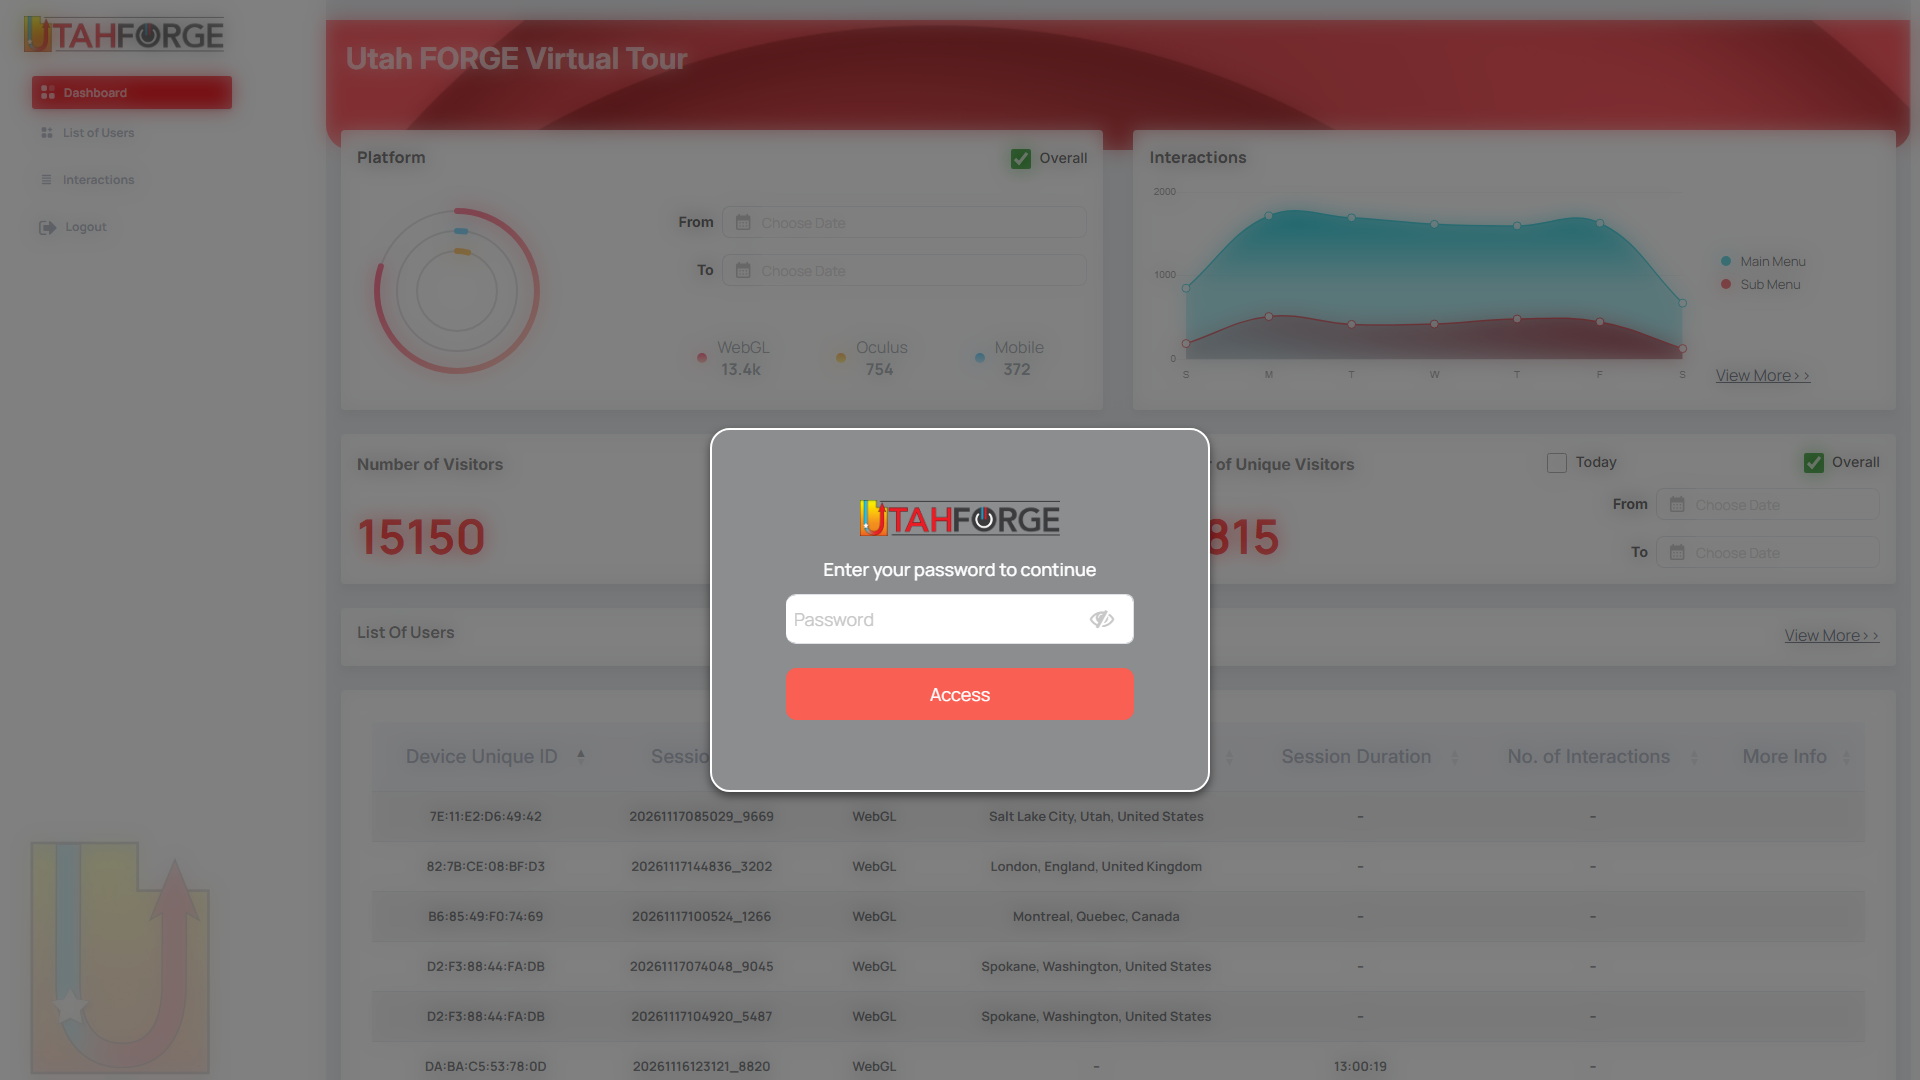 UTAHFORGE
Dashboard
List of Users
Interactions
Logout
Utah FORGE Virtual Tour
Platform
Overall
From
Choose Date
To
Choose Date
WebGL
13.4k
Oculus
754
Mobile
372
Interactions
2000
1000
0
S M T W T F S
Main Menu
Sub Menu
View More>>
Number of Visitors
15150
of Unique Visitors
815
Today
Overall
From
Choose Date
To
Choose Date
UTAHFORGE
Enter your password to continue
Password
Access
List Of Users
View More>>
Device Unique ID Sessio Session Duration No. of Interactions More Info
7E:11:E2:D6:49:42 20261117085029_9669 WebGL Salt Lake City, Utah, United States - -
82:7B:CE:08:BF:D3 20261117144836_3202 WebGL London, England, United Kingdom - -
B6:85:49:F0:74:69 20261117100524_1266 WebGL Montreal, Quebec, Canada - -
D2:F3:88:44:FA:DB 20261117074048_9045 WebGL Spokane, Washington, United States - -
D2:F3:88:44:FA:DB 20261117104920_5487 WebGL Spokane, Washington, United States - -
DA:BA:C5:53:78:0D 20261116123121_8820 WebGL - 13:00:19 -